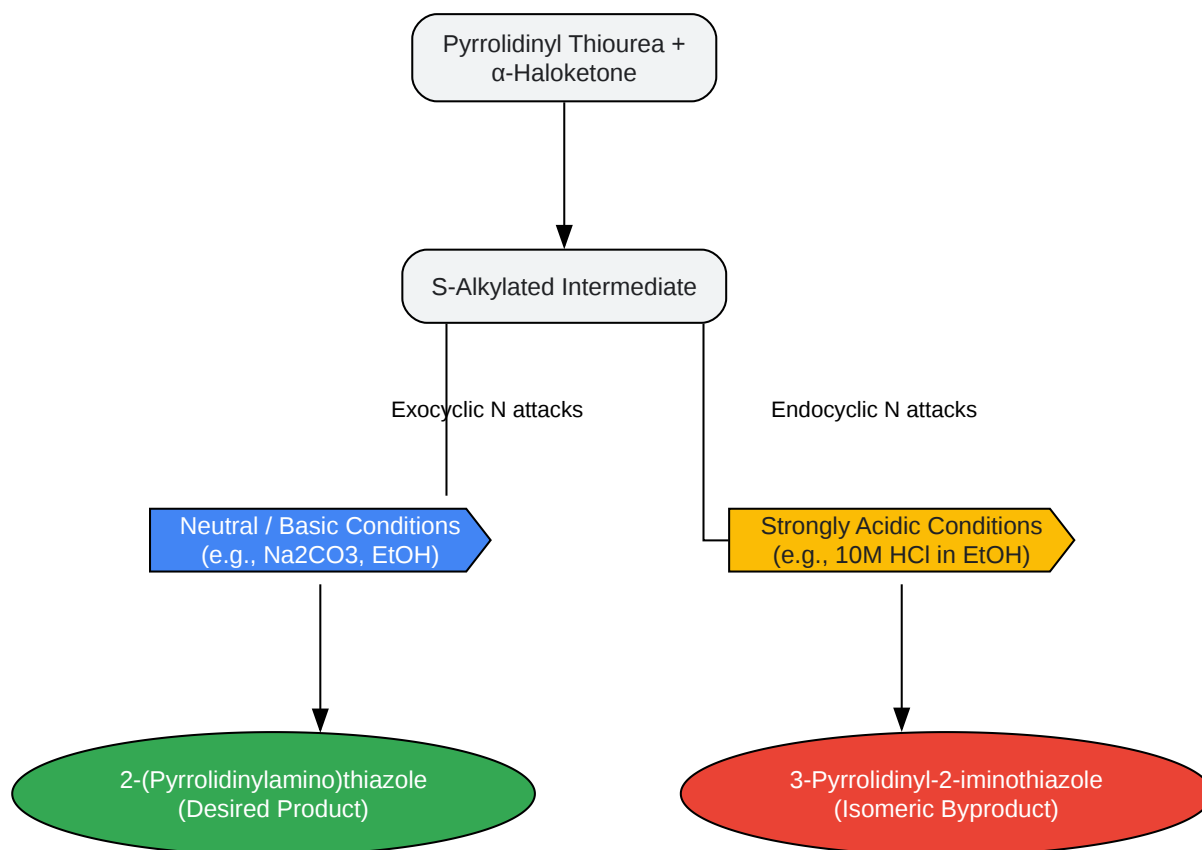 Pyrrolidinyl Thiourea +
α-Haloketone
S-Alkylated Intermediate
Exocyclic N attacks
Endocyclic N attacks
Neutral / Basic Conditions
(e.g., Na2CO3, EtOH)
Strongly Acidic Conditions
(e.g., 10M HCl in EtOH)
2-(Pyrrolidinylamino)thiazole
(Desired Product)
3-Pyrrolidinyl-2-iminothiazole
(Isomeric Byproduct)